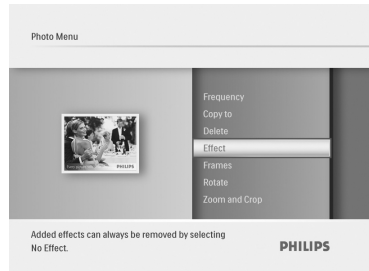 Photo Menu
PHILIPS
Frequency
Copy to
Delete
Effect
Frames
Rotate
Zoom and Crop
Added effects can always be removed by selecting
No Effect.
PHILIPS